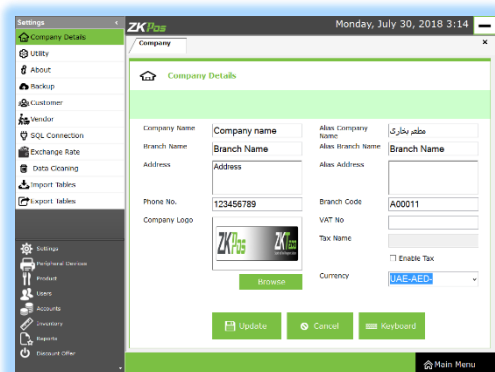 Settings
Company Details
Utility
About
Backup
Customer
Vendor
SQL Connection
Exchange Rate
Data Cleaning
Import Tables
Export Tables
Settings
Peripheral Devices
Product
Users
Accounts
Inventory
Reports
Discount Offer
ZKPos
Monday, July 30, 2018 3:14
Company
Company Details
Company Name
Company name
Alias Company Name
مطعم بخاري
Branch Name
Branch Name
Alias Branch Name
Branch Name
Address
Address
Alias Address
Phone No.
123456789
Branch Code
A00011
Company Logo
ZKPos
ZKTeco
VAT No
Tax Name
Enable Tax
Browse
Currency
UAE-AED-
Update
Cancel
Keyboard
Main Menu